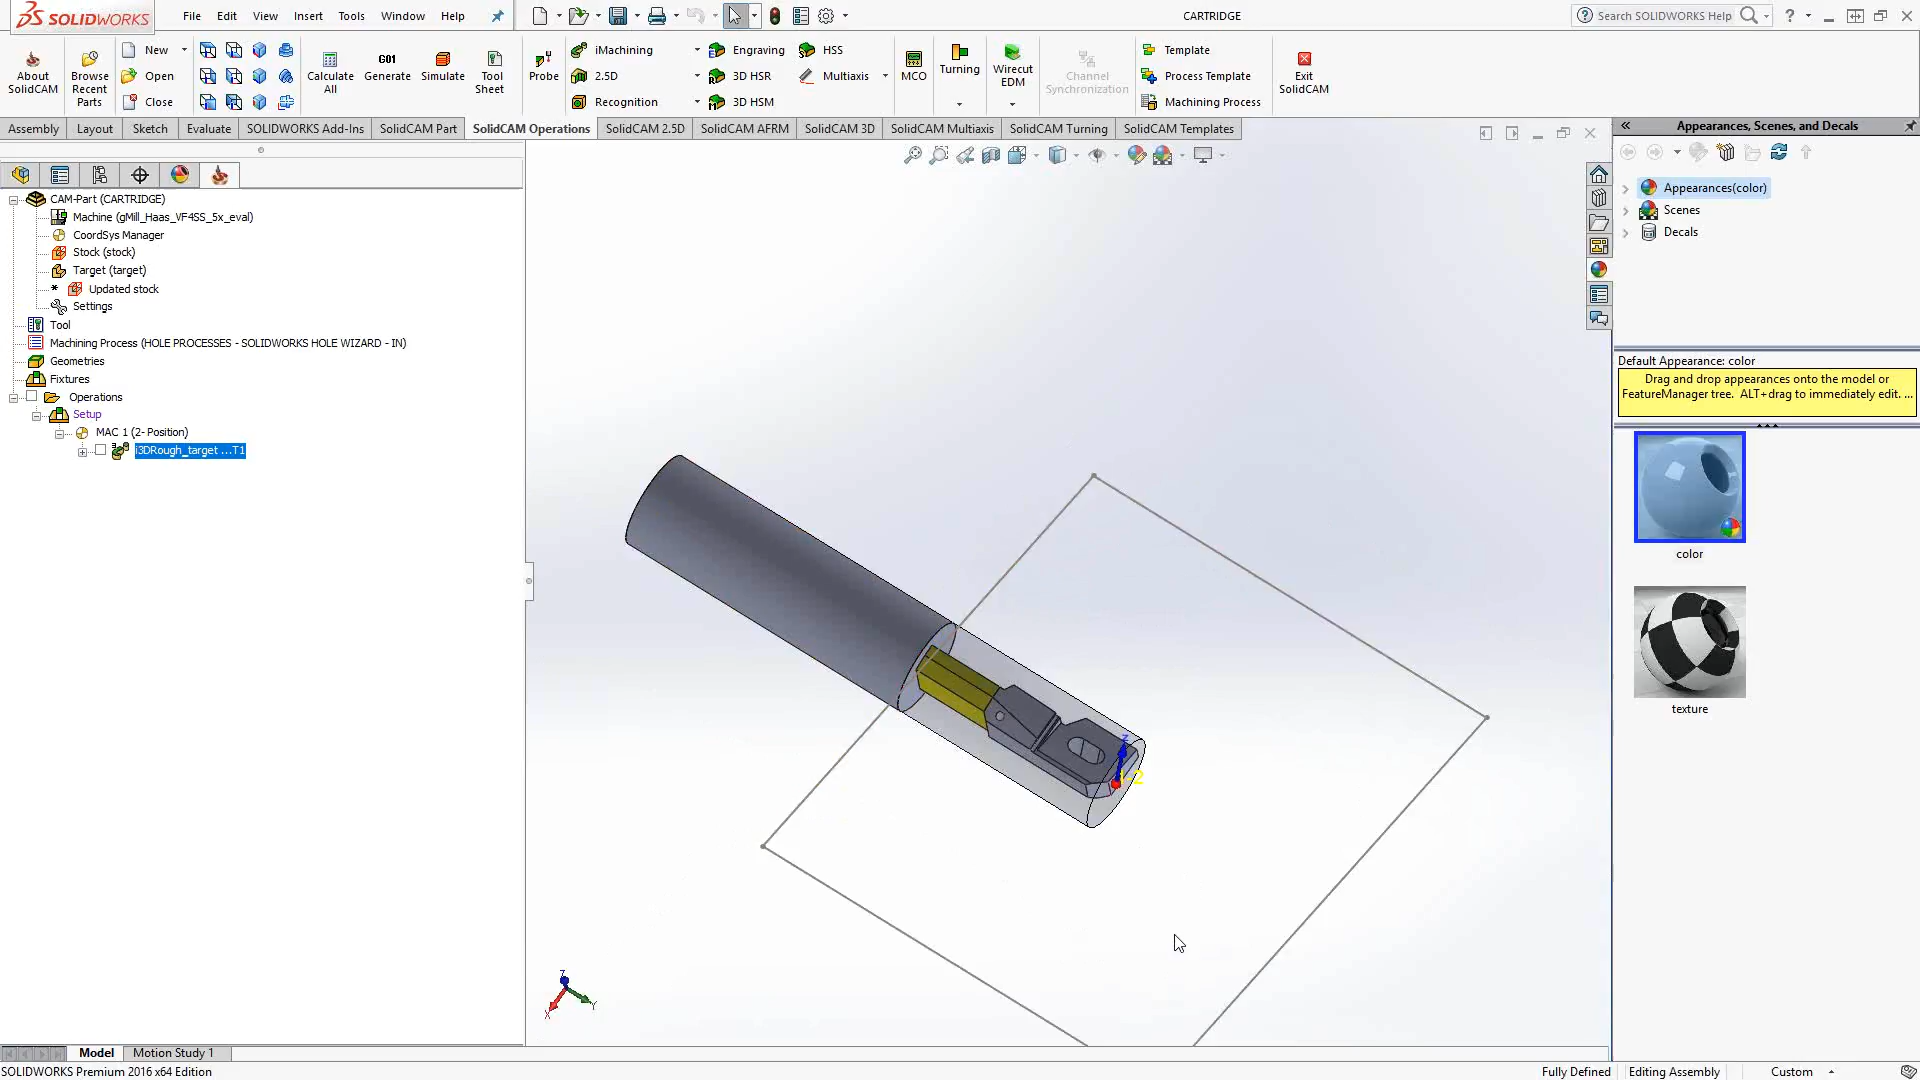 SOLIDWORKS
File Edit View Insert Tools Window Help
CARTRIDGE
Search SOLIDWORKS Help
About SolidCAM
Browse Recent Parts
New
Open
Close
Calculate All
G01
Generate
Simulate
Tool Sheet
Probe
iMachining
2.5D
Recognition
Engraving
3D HSR
3D HSM
HSS
Multiaxis
MCO
Turning
Wirecut EDM
Channel Synchronization
Template
Process Template
Machining Process
Exit SolidCAM
Assembly Layout Sketch Evaluate SOLIDWORKS Add-Ins SolidCAM Part SolidCAM Operations SolidCAM 2.5D SolidCAM AFRM SolidCAM 3D SolidCAM Multiaxis SolidCAM Turning SolidCAM Templates
CAM-Part (CARTRIDGE)
Machine (gMill_Haas_VF4SS_5x_eval)
CoordSys Manager
Stock (stock)
Target (target)
* Updated stock
Settings
Tool
Machining Process (HOLE PROCESSES - SOLIDWORKS HOLE WIZARD - IN)
Geometries
Fixtures
Operations
Setup
MAC 1 (2- Position)
i3DRough_target ...T1
Z
1-2
Z
X
Y
Appearances, Scenes, and Decals
Appearances(color)
Scenes
Decals
Default Appearance: color
Drag and drop appearances onto the model or
FeatureManager tree. ALT+drag to immediately edit. ...
color
texture
Model Motion Study 1
SOLIDWORKS Premium 2016 x64 Edition
Fully Defined Editing Assembly Custom